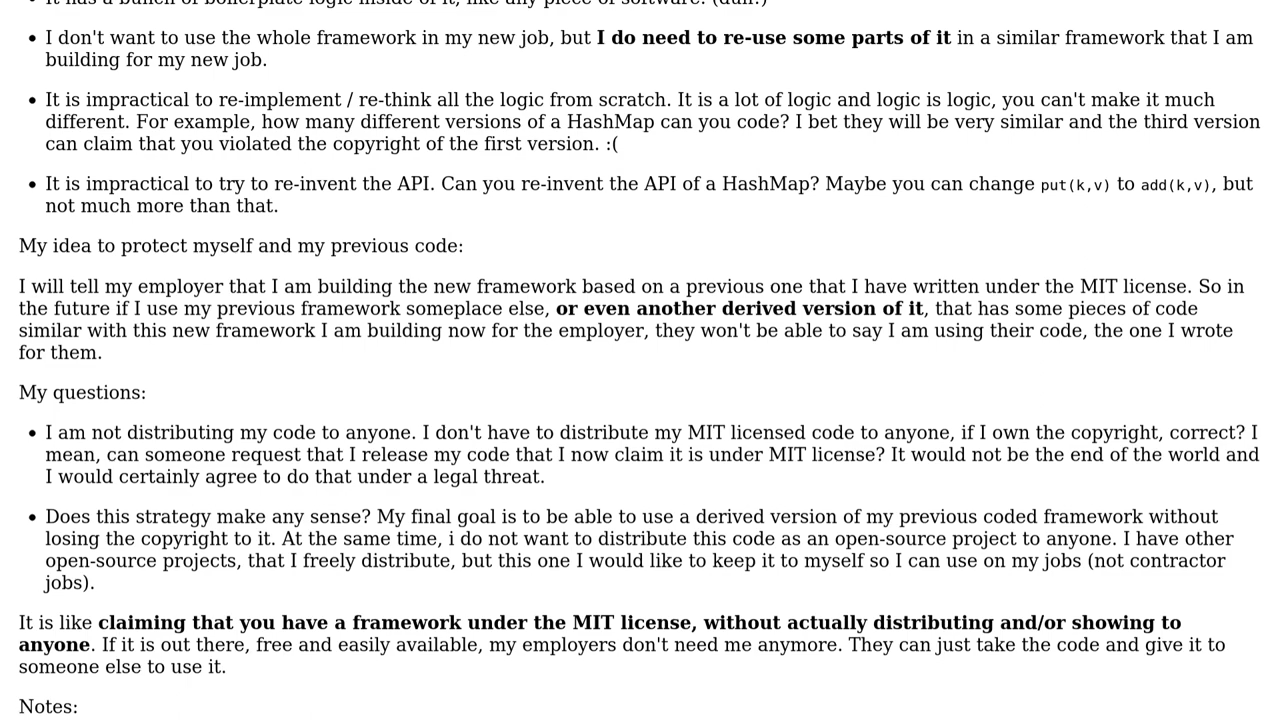 It has a bunch of boilerplate logic inside of it, like any piece of software. (duh!)
• I don't want to use the whole framework in my new job, but I do need to re-use some parts of it in a similar framework that I am
building for my new job.
• It is impractical to re-implement / re-think all the logic from scratch. It is a lot of logic and logic is logic, you can't make it much
different. For example, how many different versions of a HashMap can you code? I bet they will be very similar and the third version
can claim that you violated the copyright of the first version. :(
• It is impractical to try to re-invent the API. Can you re-invent the API of a HashMap? Maybe you can change put(k,v) to add(k,v), but
not much more than that.
My idea to protect myself and my previous code:
I will tell my employer that I am building the new framework based on a previous one that I have written under the MIT license. So in
the future if I use my previous framework someplace else, or even another derived version of it, that has some pieces of code
similar with this new framework I am building now for the employer, they won't be able to say I am using their code, the one I wrote
for them.
My questions:
• I am not distributing my code to anyone. I don't have to distribute my MIT licensed code to anyone, if I own the copyright, correct? I
mean, can someone request that I release my code that I now claim it is under MIT license? It would not be the end of the world and
I would certainly agree to do that under a legal threat.
• Does this strategy make any sense? My final goal is to be able to use a derived version of my previous coded framework without
losing the copyright to it. At the same time, i do not want to distribute this code as an open-source project to anyone. I have other
open-source projects, that I freely distribute, but this one I would like to keep it to myself so I can use on my jobs (not contractor
jobs).
It is like claiming that you have a framework under the MIT license, without actually distributing and/or showing to
anyone. If it is out there, free and easily available, my employers don't need me anymore. They can just take the code and give it to
someone else to use it.
Notes: